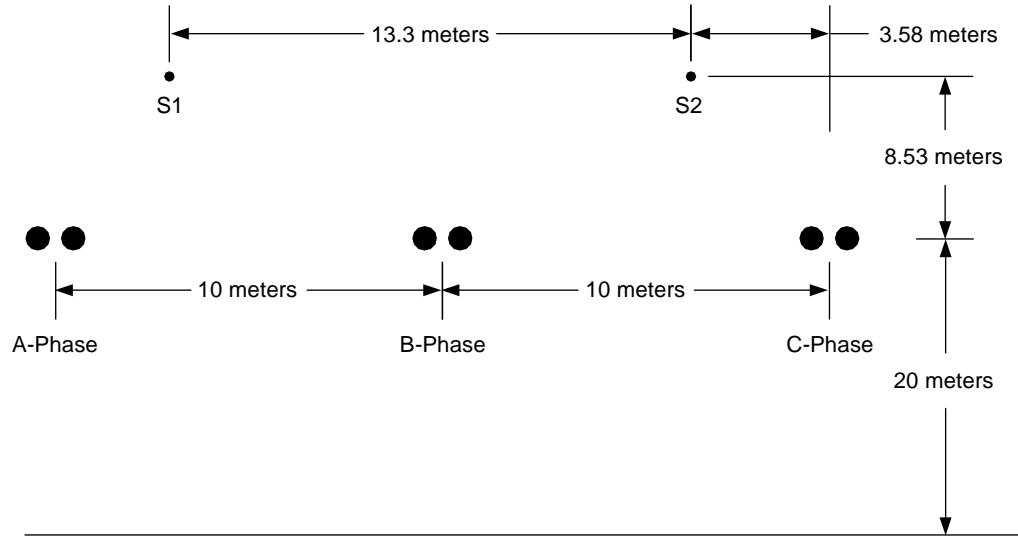 13.3 meters
3.58 meters
S1
S2
8.53 meters
10 meters
10 meters
A-Phase
B-Phase
C-Phase
20 meters